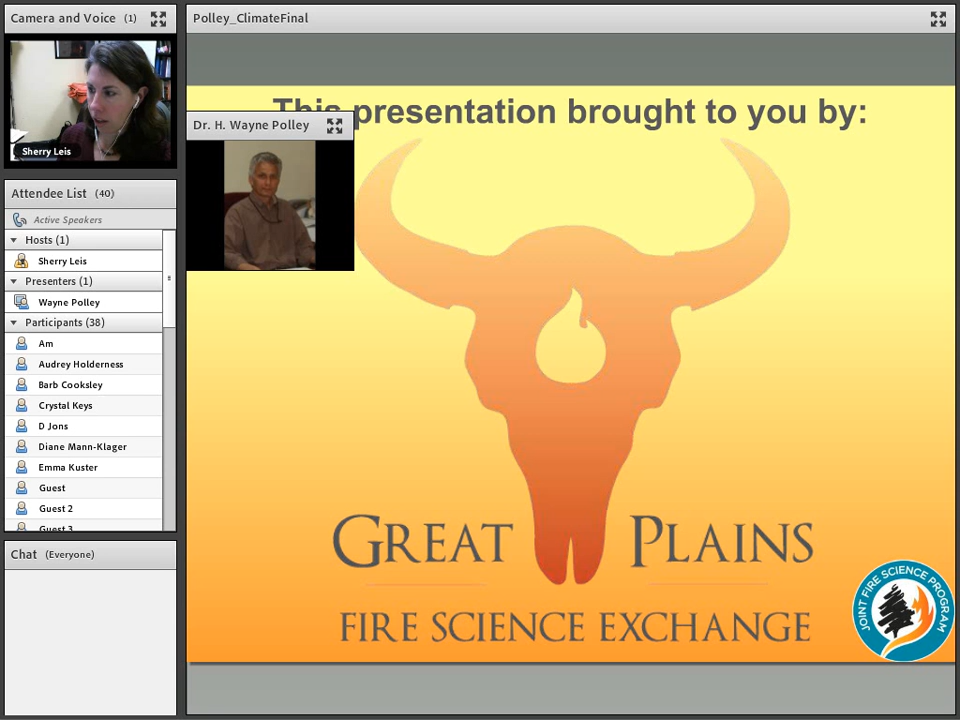 Camera and Voice (1)
Sherry Leis
Attendee List (40)
Active Speakers
Hosts (1)
Sherry Leis
Presenters (1)
Wayne Polley
Participants (38)
Am
Audrey Holderness
Barb Cooksley
Crystal Keys
D Jons
Diane Mann-Klager
Emma Kuster
Guest
Guest 2
Guest 3
Chat (Everyone)
Polley_ClimateFinal
This presentation brought to you by:
Dr. H. Wayne Polley
GREAT PLAINS
FIRE SCIENCE EXCHANGE
JOINT FIRE SCIENCE PROGRAM